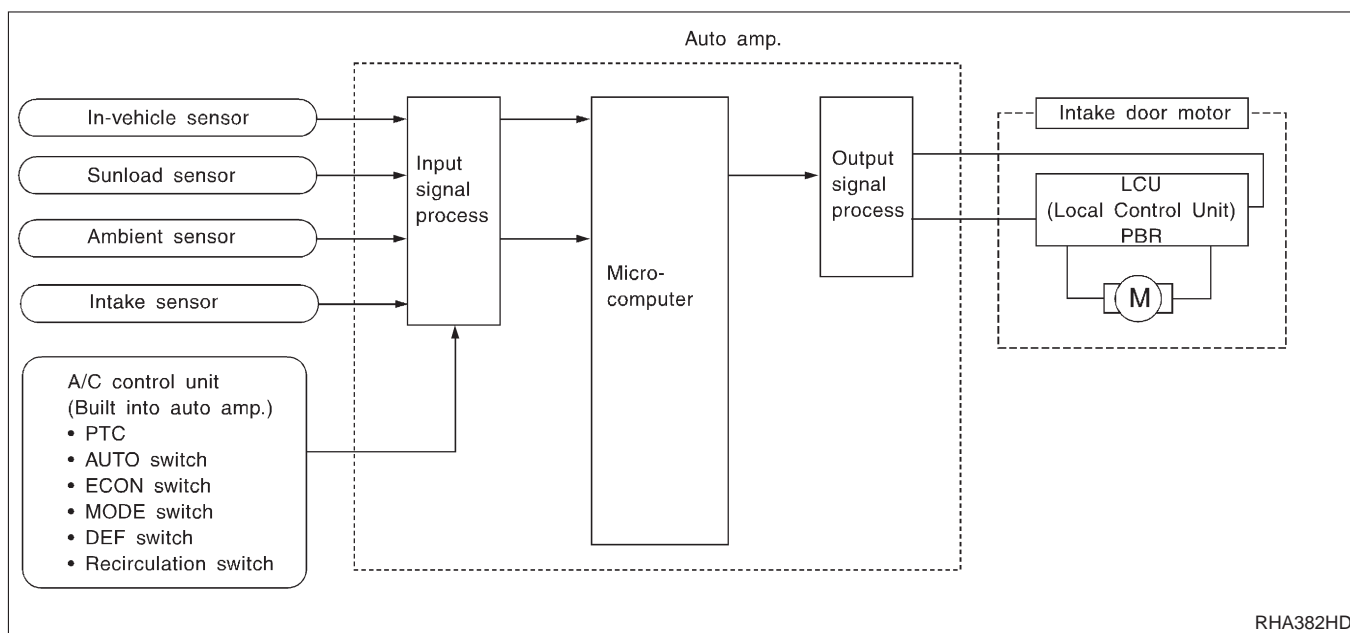 Auto amp.
In-vehicle sensor
Sunload sensor
Ambient sensor
Intake sensor
A/C control unit
(Built into auto amp.)
• PTC
• AUTO switch
• ECON switch
• MODE switch
• DEF switch
• Recirculation switch
Input
signal
process
Micro-
computer
Output
signal
process
Intake door motor
LCU
(Local Control Unit)
PBR
M
RHA382HD